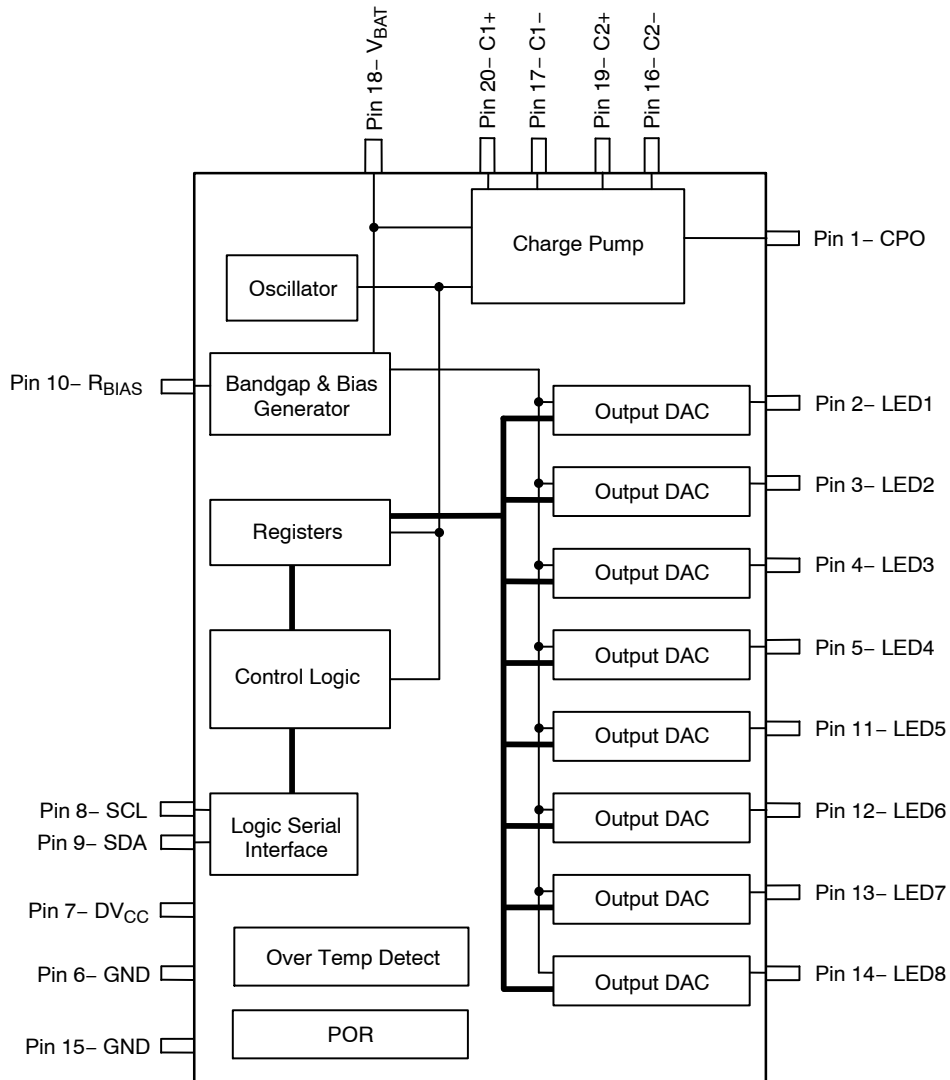 Pin 18– VBAT
Pin 20– C1+
Pin 17– C1–
Pin 19– C2+
Pin 16– C2–
Charge Pump
Pin 1– CPO
Oscillator
Pin 10– RBIAS
Bandgap & Bias
Generator
Output DAC
Pin 2– LED1
Output DAC
Pin 3– LED2
Registers
Output DAC
Pin 4– LED3
Control Logic
Output DAC
Pin 5– LED4
Output DAC
Pin 11– LED5
Pin 8– SCL
Pin 9– SDA
Logic Serial
Interface
Output DAC
Pin 12– LED6
Output DAC
Pin 13– LED7
Pin 7– DVCC
Over Temp Detect
Pin 6– GND
Output DAC
Pin 14– LED8
POR
Pin 15– GND